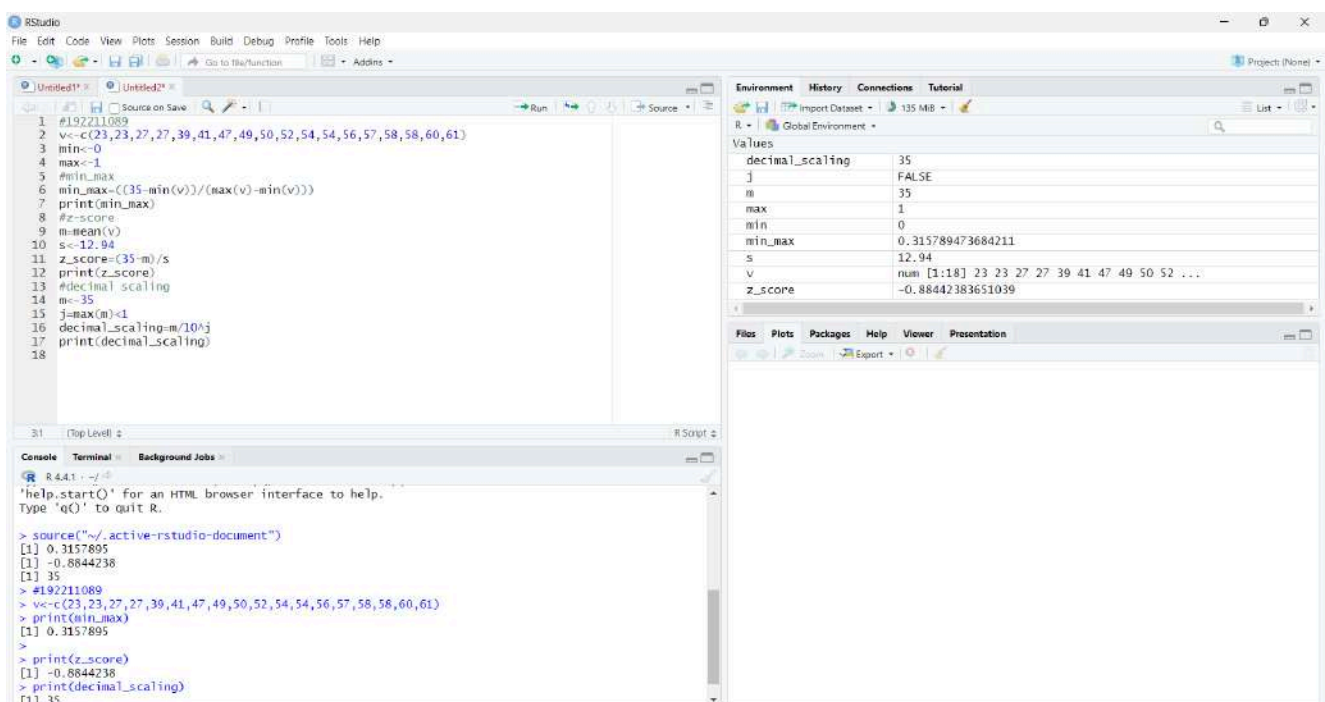 RStudio
File Edit Code View Plots Session Build Debug Profile Tools Help
Go to file/function Addins
Project: (None)
Untitled1* Untitled2*
Source on Save Run Source
1 #192211089
2 v<-c(23,23,27,27,39,41,47,49,50,52,54,54,56,57,58,58,60,61)
3 min<-0
4 max<-1
5 #min_max
6 min_max=((35-min(v))/(max(v)-min(v)))
7 print(min_max)
8 #z-score
9 m=mean(v)
10 s<-12.94
11 z_score=(35-m)/s
12 print(z_score)
13 #decimal scaling
14 m<-35
15 j=max(m)<1
16 decimal_scaling=m/10^j
17 print(decimal_scaling)
18
3:1 (Top Level) R Script
Console Terminal Background Jobs
R 4.4.1 · ~/
'help.start()' for an HTML browser interface to help.
Type 'q()' to quit R.
> source("~/.active-rstudio-document")
[1] 0.3157895
[1] -0.8844238
[1] 35
> #192211089
> v<-c(23,23,27,27,39,41,47,49,50,52,54,54,56,57,58,58,60,61)
> print(min_max)
[1] 0.3157895
>
> print(z_score)
[1] -0.8844238
> print(decimal_scaling)
[1] 35
Environment History Connections Tutorial
Import Dataset 135 MiB List
R Global Environment
Values
decimal_scaling 35
j FALSE
m 35
max 1
min 0
min_max 0.315789473684211
s 12.94
v num [1:18] 23 23 27 27 39 41 47 49 50 52 ...
z_score -0.88442383651039
Files Plots Packages Help Viewer Presentation
Zoom Export